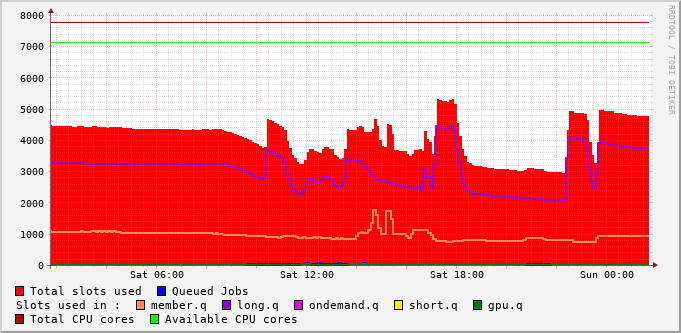 8000
7000
6000
5000
4000
3000
2000
1000
0
Sat 06:00 Sat 12:00 Sat 18:00 Sun 00:00
RRDTOOL / TOBI OETIKER
Total slots used Queued Jobs
Slots used in : member.q long.q ondemand.q short.q gpu.q
Total CPU cores Available CPU cores